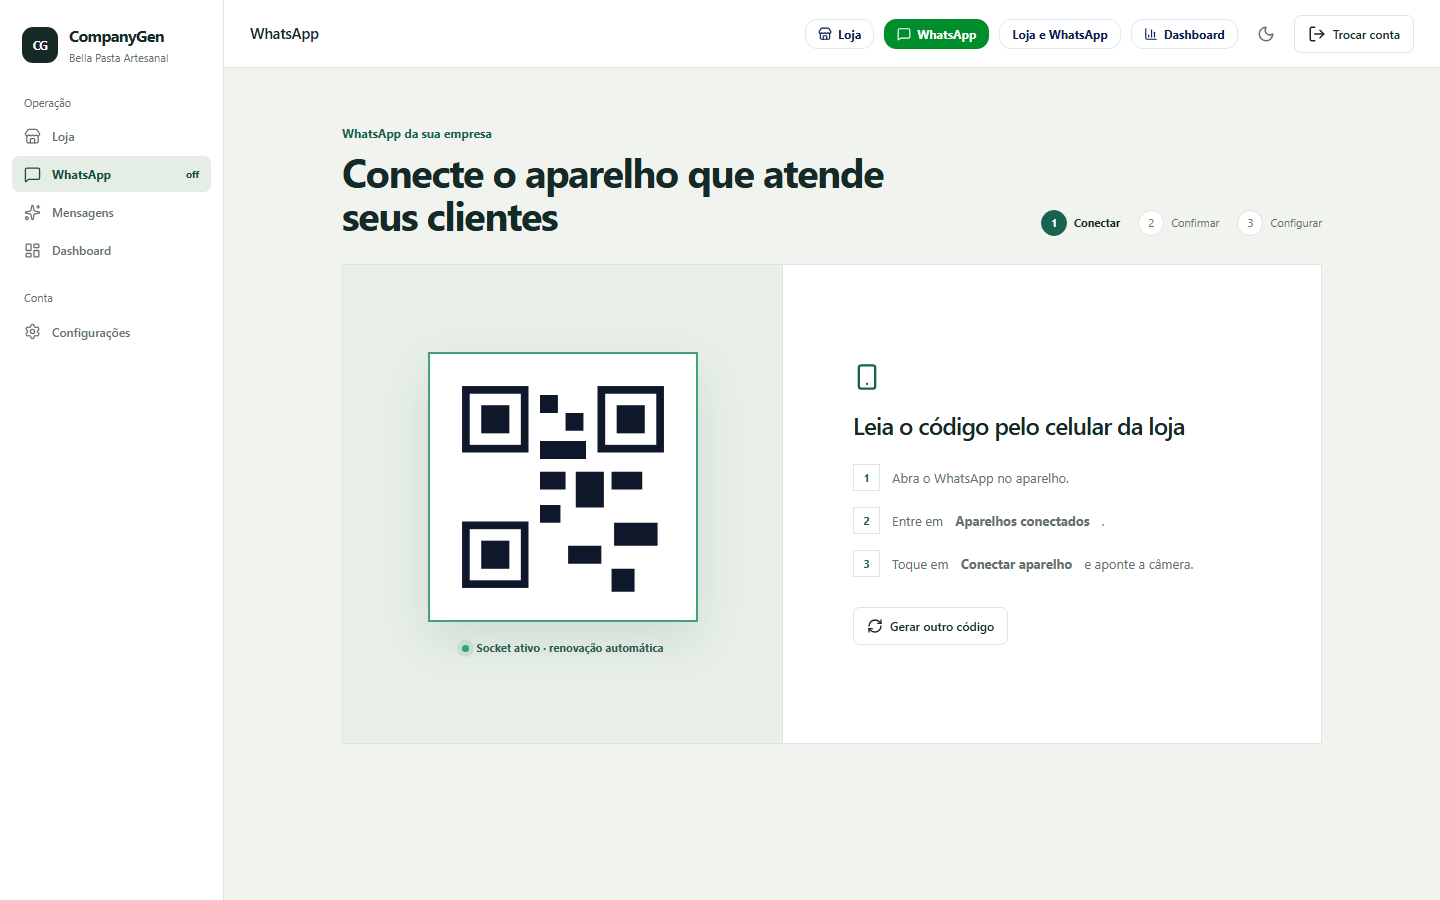 CG
CompanyGen
Bella Pasta Artesanal
Operação
Loja
WhatsApp off
Mensagens
Dashboard
Conta
Configurações
WhatsApp
Loja
WhatsApp
Loja e WhatsApp
Dashboard
Trocar conta
WhatsApp da sua empresa
Conecte o aparelho que atende
seus clientes
1 Conectar 2 Confirmar 3 Configurar
Socket ativo · renovação automática
Leia o código pelo celular da loja
1 Abra o WhatsApp no aparelho.
2 Entre em Aparelhos conectados .
3 Toque em Conectar aparelho e aponte a câmera.
Gerar outro código